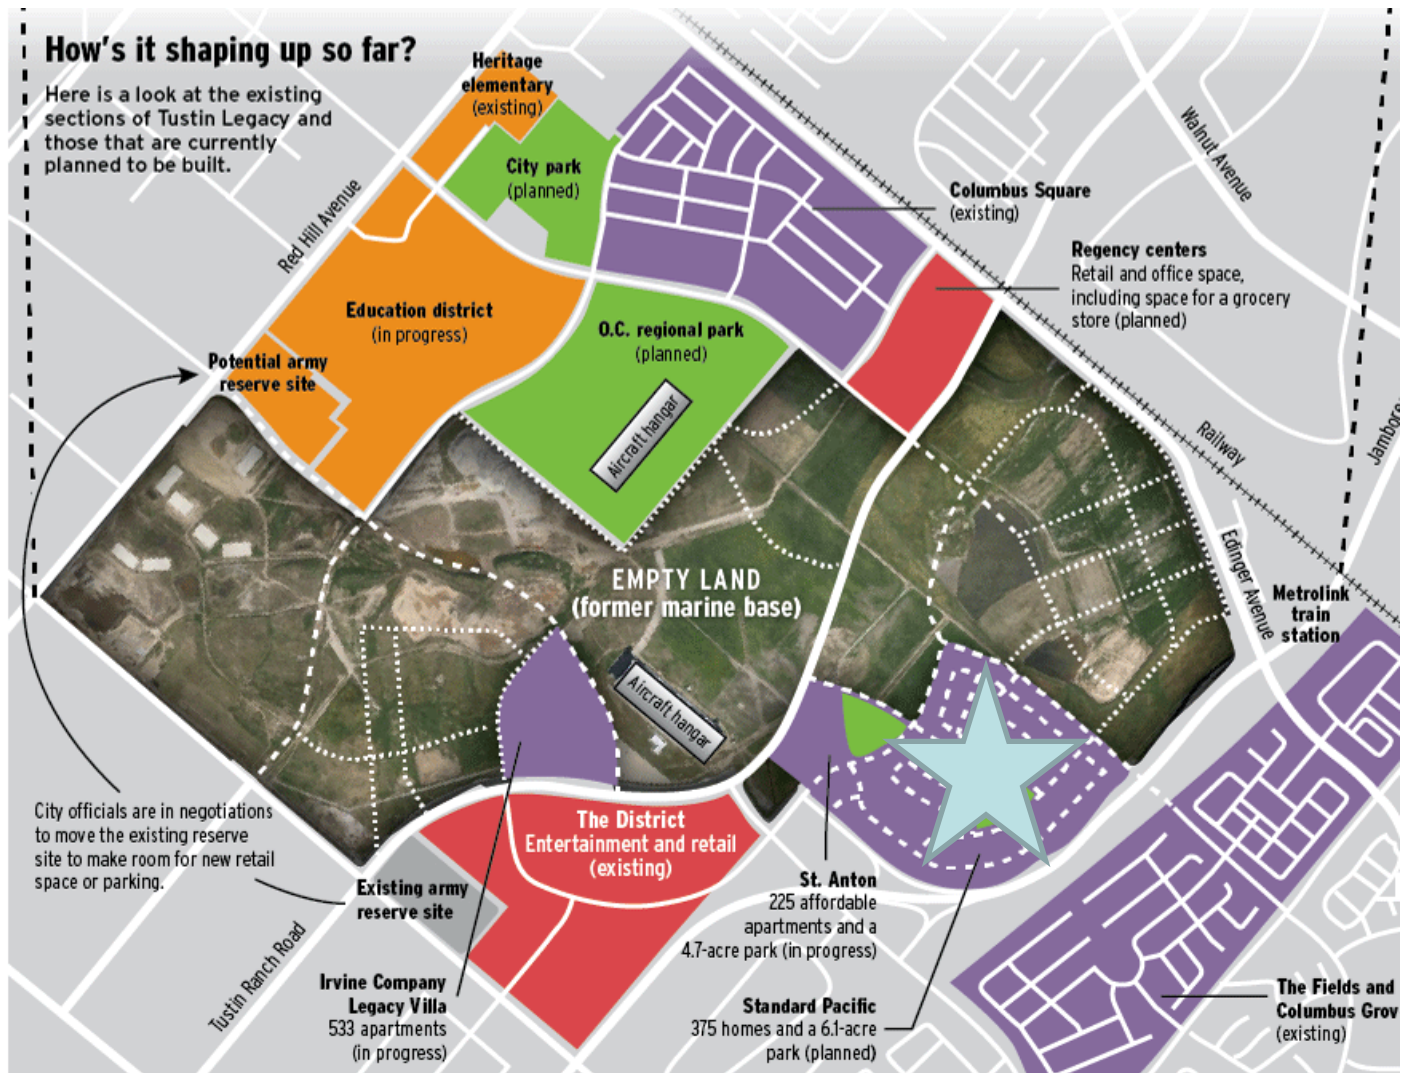 How's it shaping up so far?
Here is a look at the existing
sections of Tustin Legacy and
those that are currently
planned to be built.
Heritage
elementary
(existing)
City park
(planned)
Red Hill Avenue
Walnut Avenue
Columbus Square
(existing)
Regency centers
Retail and office space,
including space for a grocery
store (planned)
Education district
(in progress)
O.C. regional park
(planned)
Potential army
reserve site
Aircraft hangar
Railway
Jambore
EMPTY LAND
(former marine base)
Edinger Avenue
Metrolink
train
station
Aircraft hangar
City officials are in negotiations
to move the existing reserve
site to make room for new retail
space or parking.
The District
Entertainment and retail
(existing)
Existing army
reserve site
St. Anton
225 affordable
apartments and a
4.7-acre park (in progress)
Tustin Ranch Road
Irvine Company
Legacy Villa
533 apartments
(in progress)
Standard Pacific
375 homes and a 6.1-acre
park (planned)
The Fields and
Columbus Grov
(existing)